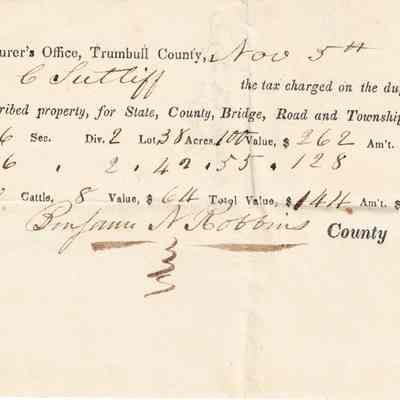 urer's Office, Trumbull County, Nov 5th
C Sutliff the tax charged on the du
ribed property, for State, County, Bridge, Road and Township
6 Sec. Div. 2 Lot, 38 Acres, 100 Value, $ 262 Am't.
6 . 2 . 42 . 55 . 128
Cattle, 8 Value, $ 64 Total Value, $ 144 Am't. $
Benjamin N Robbins County